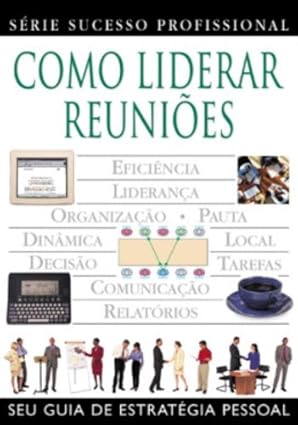 SÉRIE SUCESSO PROFISSIONAL
COMO LIDERAR
REUNIÕES
EFICIÊNCIA
LIDERANÇA
ORGANIZAÇÃO • PAUTA
DINÂMICA LOCAL
DECISÃO TAREFAS
COMUNICAÇÃO
RELATÓRIOS
SEU GUIA DE ESTRATÉGIA PESSOAL